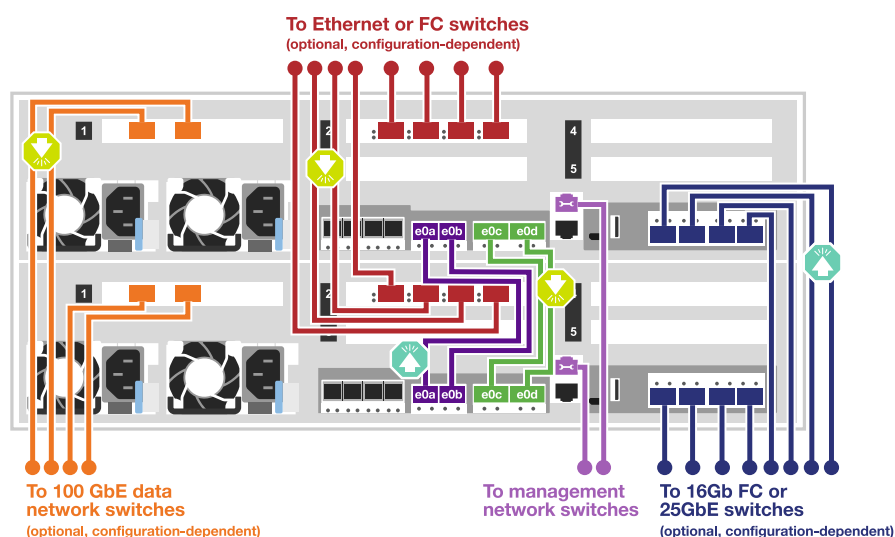 To Ethernet or FC switches
(optional, configuration-dependent)
1
2
4
5
e0a e0b
e0c e0d
1
2
5
e0a e0b
e0c e0d
To 100 GbE data
network switches
(optional, configuration-dependent)
To management
network switches
To 16Gb FC or
25GbE switches
(optional, configuration-dependent)